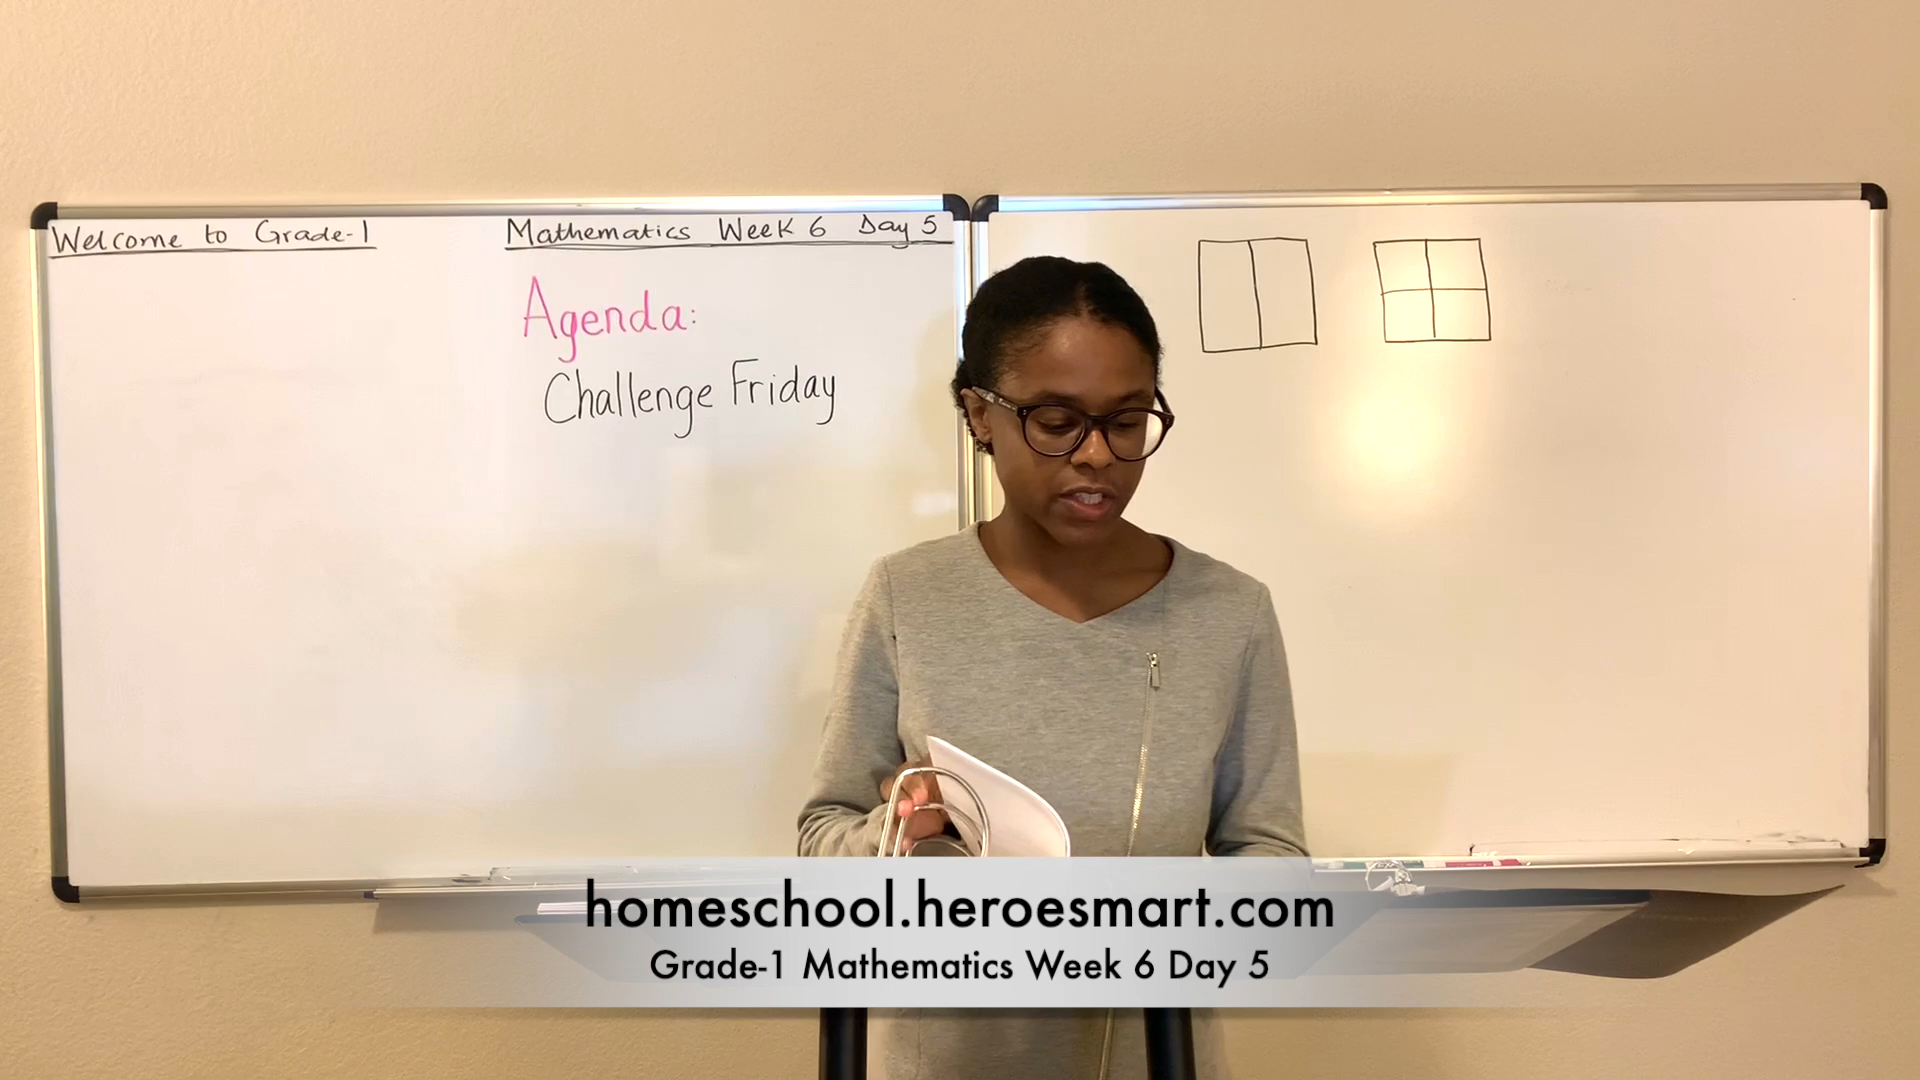 Welcome to Grade-1
Mathematics Week 6 Day 5
Agenda:
Challenge Friday
homeschool.heroesmart.com
Grade-1 Mathematics Week 6 Day 5